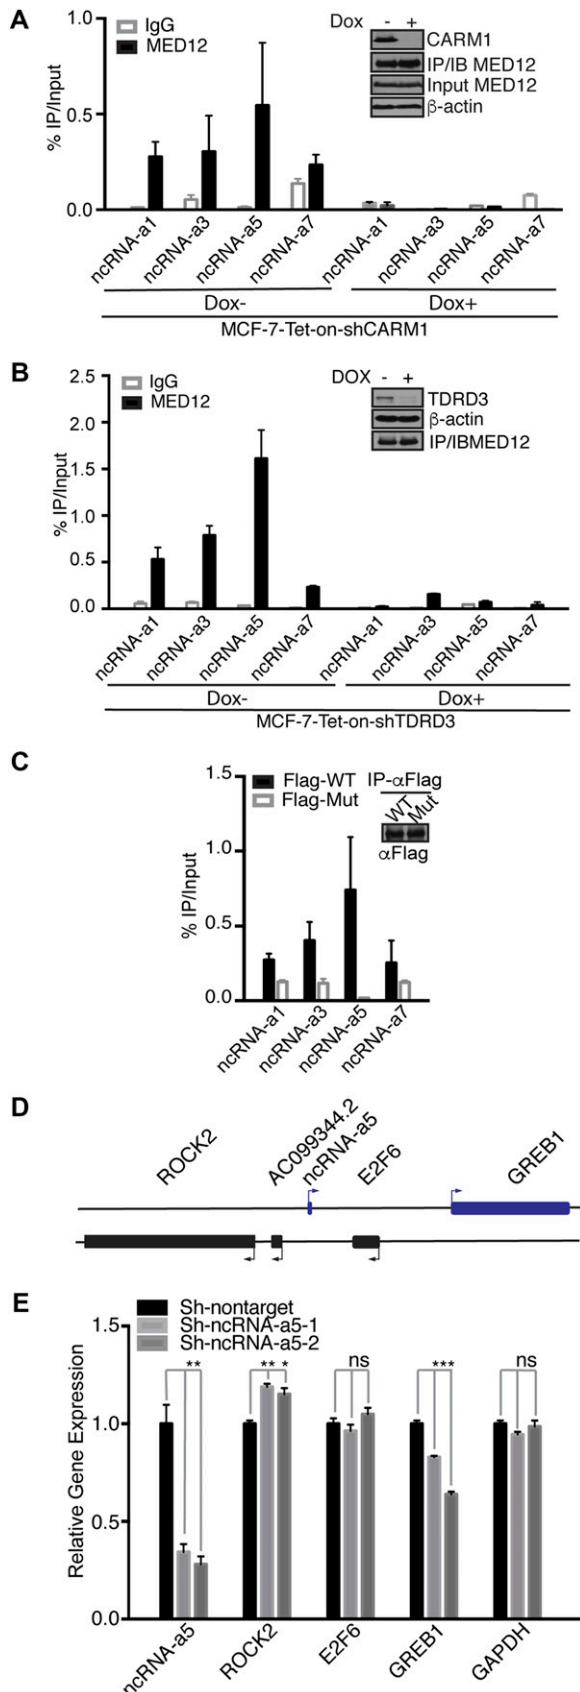 A
IgG
MED12
Dox - +
CARM1
IP/IB MED12
Input MED12
β-actin
% IP/Input
1.0
0.5
0.0
ncRNA-a1
ncRNA-a3
ncRNA-a5
ncRNA-a7
ncRNA-a1
ncRNA-a3
ncRNA-a5
ncRNA-a7
Dox- Dox+
MCF-7-Tet-on-shCARM1
B
IgG
MED12
DOX - +
TDRD3
β-actin
IP/IBMED12
% IP/Input
2.5
2.0
1.5
1.0
0.5
0.0
ncRNA-a1
ncRNA-a3
ncRNA-a5
ncRNA-a7
ncRNA-a1
ncRNA-a3
ncRNA-a5
ncRNA-a7
Dox- Dox+
MCF-7-Tet-on-shTDRD3
C
Flag-WT
Flag-Mut
IP-αFlag
WT
Mut
αFlag
% IP/Input
1.5
1.0
0.5
0.0
ncRNA-a1
ncRNA-a3
ncRNA-a5
ncRNA-a7
D
ROCK2
AC099344.2
ncRNA-a5
E2F6
GREB1
E
Sh-nontarget
Sh-ncRNA-a5-1
Sh-ncRNA-a5-2
Relative Gene Expression
1.5
1.0
0.5
0.0
** ** * ns *** ns
ncRNA-a5
ROCK2
E2F6
GREB1
GAPDH